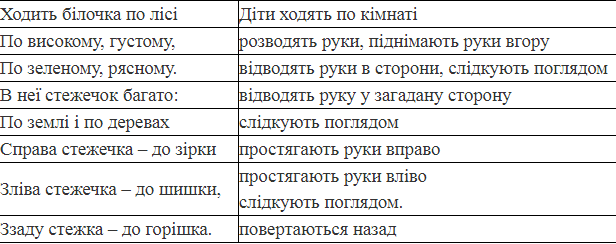 Ходить білочка по лісі Діти ходять по кімнаті
По високому, густому, розводять руки, піднімають руки вгору
По зеленому, рясному. відводять руки в сторони, слідкують поглядом
В неї стежечок багато: відводять руку у загадану сторону
По землі і по деревах слідкують поглядом
Справа стежечка – до зірки простягають руки вправо
Зліва стежечка – до шишки, простягають руки вліво
слідкують поглядом.
Ззаду стежка – до горішка. повертаються назад